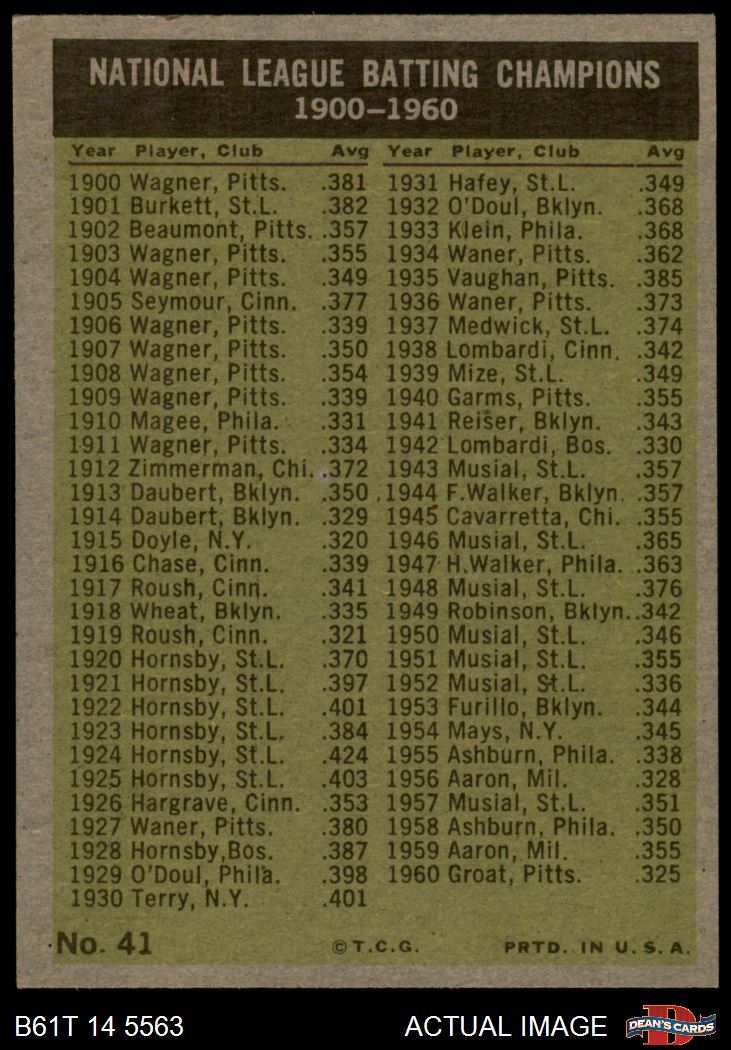 NATIONAL LEAGUE BATTING CHAMPIONS
1900–1960
Year Player, Club Avg
1900 Wagner, Pitts. .381
1901 Burkett, St.L. .382
1902 Beaumont, Pitts. .357
1903 Wagner, Pitts. .355
1904 Wagner, Pitts. .349
1905 Seymour, Cinn. .377
1906 Wagner, Pitts. .339
1907 Wagner, Pitts. .350
1908 Wagner, Pitts. .354
1909 Wagner, Pitts. .339
1910 Magee, Phila. .331
1911 Wagner, Pitts. .334
1912 Zimmerman, Chi. .372
1913 Daubert, Bklyn. .350
1914 Daubert, Bklyn. .329
1915 Doyle, N.Y. .320
1916 Chase, Cinn. .339
1917 Roush, Cinn. .341
1918 Wheat, Bklyn. .335
1919 Roush, Cinn. .321
1920 Hornsby, St.L. .370
1921 Hornsby, St.L. .397
1922 Hornsby, St.L. .401
1923 Hornsby, St.L. .384
1924 Hornsby, St.L. .424
1925 Hornsby, St.L. .403
1926 Hargrave, Cinn. .353
1927 Waner, Pitts. .380
1928 Hornsby,Bos. .387
1929 O'Doul, Phila. .398
1930 Terry, N.Y. .401
Year Player, Club Avg
1931 Hafey, St.L. .349
1932 O'Doul, Bklyn. .368
1933 Klein, Phila. .368
1934 Waner, Pitts. .362
1935 Vaughan, Pitts. .385
1936 Waner, Pitts. .373
1937 Medwick, St.L. .374
1938 Lombardi, Cinn. .342
1939 Mize, St.L. .349
1940 Garms, Pitts. .355
1941 Reiser, Bklyn. .343
1942 Lombardi, Bos. .330
1943 Musial, St.L. .357
1944 F.Walker, Bklyn. .357
1945 Cavarretta, Chi. .355
1946 Musial, St.L. .365
1947 H.Walker, Phila. .363
1948 Musial, St.L. .376
1949 Robinson, Bklyn. .342
1950 Musial, St.L. .346
1951 Musial, St.L. .355
1952 Musial, St.L. .336
1953 Furillo, Bklyn. .344
1954 Mays, N.Y. .345
1955 Ashburn, Phila. .338
1956 Aaron, Mil. .328
1957 Musial, St.L. .351
1958 Ashburn, Phila. .350
1959 Aaron, Mil. .355
1960 Groat, Pitts. .325
No. 41 ©T.C.G. PRTD. IN U.S.A.
B61T 14 5563 ACTUAL IMAGE DEAN'S CARDS